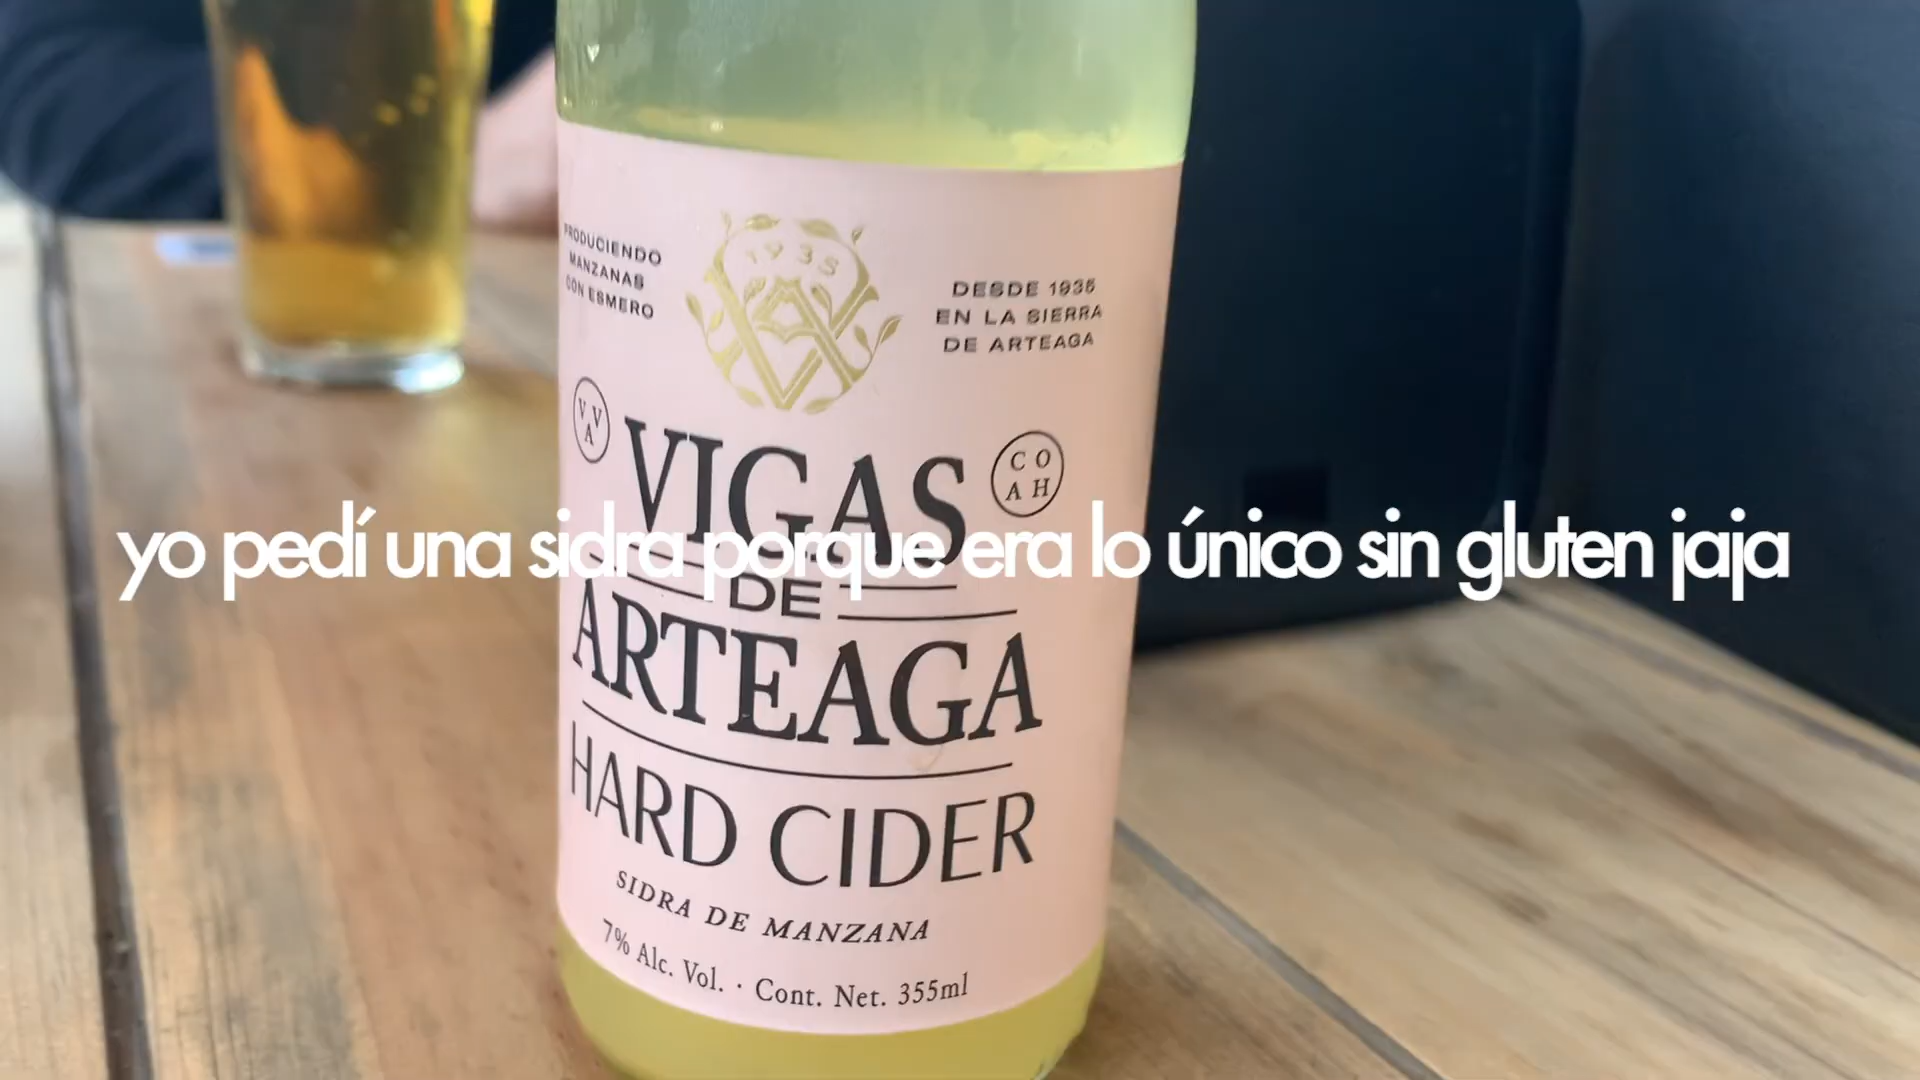 PRODUCIENDO
MANZANAS
CON ESMERO
1935
DESDE 1935
EN LA SIERRA
DE ARTEAGA
V V
A
VIGAS
C O
A H
yo pedí una sidra porque era lo único sin gluten jaja
DE
ARTEAGA
HARD CIDER
SIDRA DE MANZANA
7% Alc. Vol. · Cont. Net. 355ml